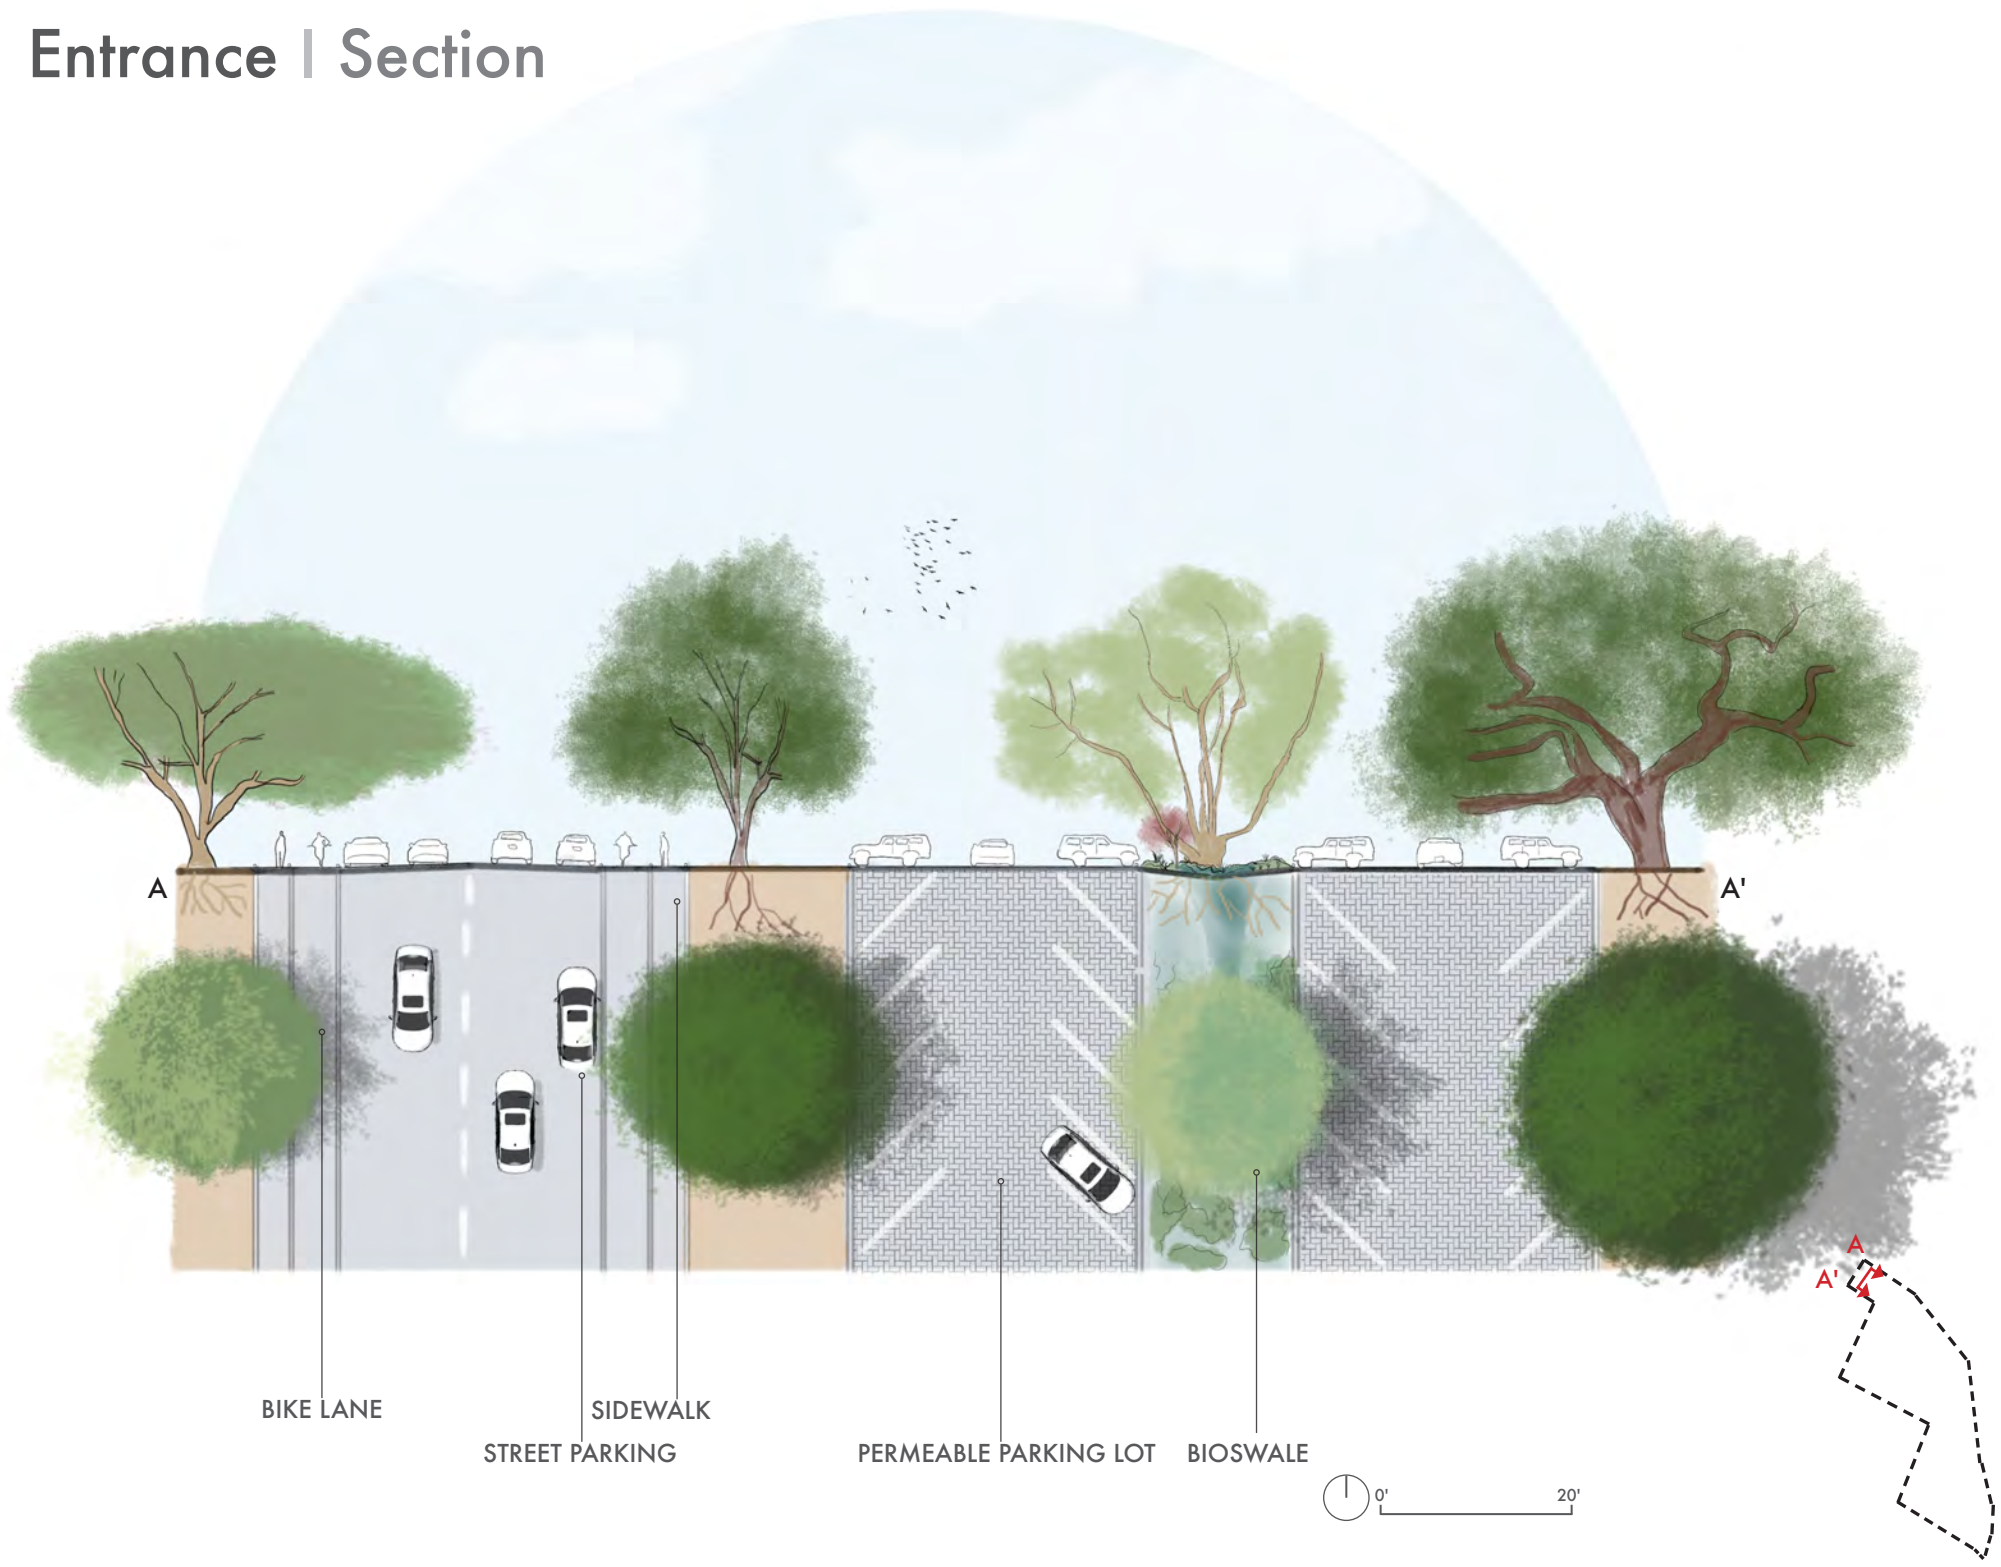 Entrance | Section
A
A'
A
A'
BIKE LANE
SIDEWALK
STREET PARKING
PERMEABLE PARKING LOT
BIOSWALE
0'
20'